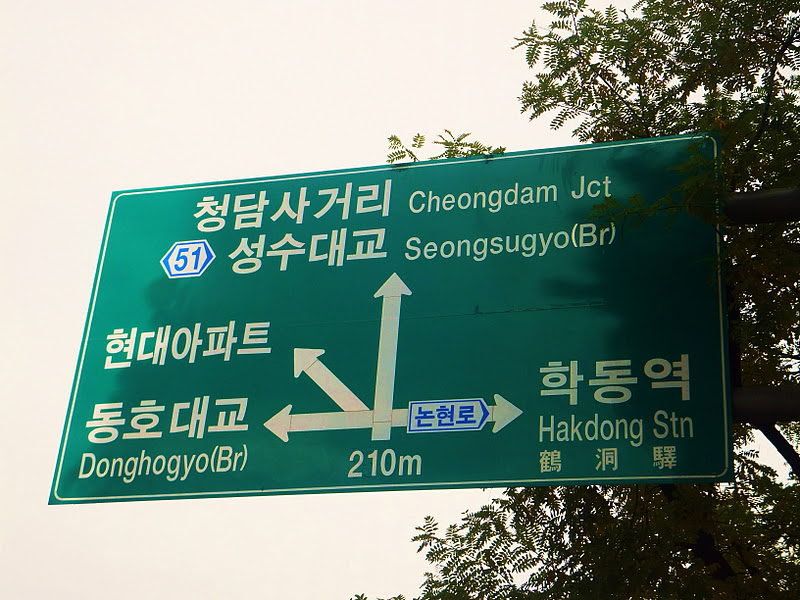 청담사거리 Cheongdam Jct
51 성수대교 Seongsugyo(Br)
현대아파트
동호대교
Donghogyo(Br)
논현로
210m
학동역
Hakdong Stn
鶴洞驛